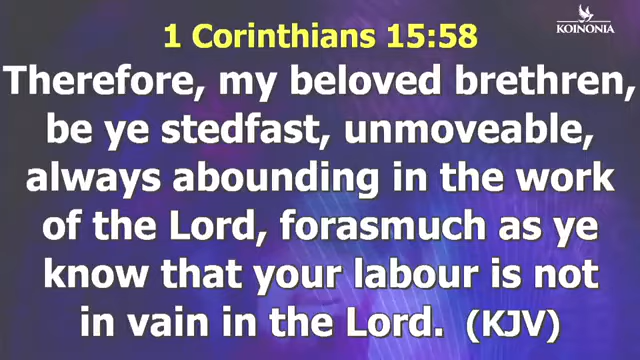 KOINONIA
1 Corinthians 15:58
Therefore, my beloved brethren,
be ye stedfast, unmoveable,
always abounding in the work
of the Lord, forasmuch as ye
know that your labour is not
in vain in the Lord. (KJV)